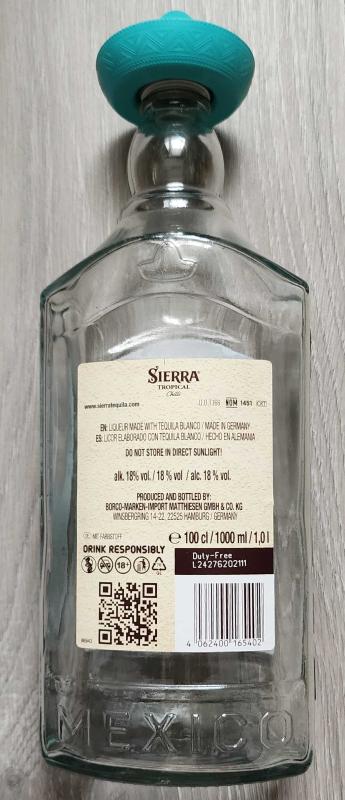 SIERRA
TROPICAL
Chilli
www.sierratequila.com NOM 1451
EN: LIQUEUR MADE WITH TEQUILA BLANCO / MADE IN GERMANY
ES: LICOR ELABORADO CON TEQUILA BLANCO / HECHO EN ALEMANIA
DO NOT STORE IN DIRECT SUNLIGHT!
alk. 18% vol. / 18 % vol / alc. 18 % vol.
PRODUCED AND BOTTLED BY:
BORCO-MARKEN-IMPORT MATTHIESEN GMBH & CO. KG
WINSBERGRING 14-22, 22525 HAMBURG / GERMANY
MIT FARBSTOFF
℮ 100 cl / 1000 ml / 1,0 l
DRINK RESPONSIBLY
Duty-Free
L24276202111
18+
4 062400 165402
MEXICO